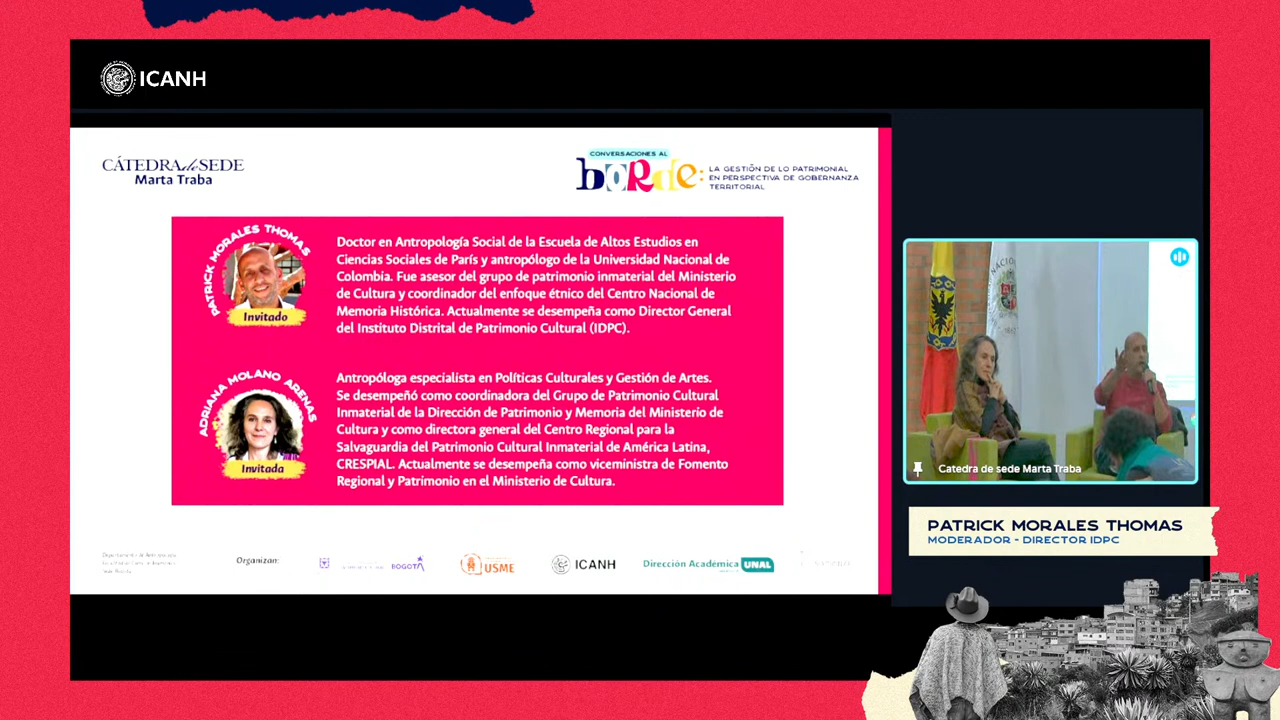 ICANH
CÁTEDRA de SEDE
Marta Traba
CONVERSACIONES AL
borde:
LA GESTIÓN DE LO PATRIMONIAL
EN PERSPECTIVA DE GOBERNANZA
TERRITORIAL
PATRICK MORALES THOMAS
Invitado
Doctor en Antropología Social de la Escuela de Altos Estudios en
Ciencias Sociales de París y antropólogo de la Universidad Nacional de
Colombia. Fue asesor del grupo de patrimonio inmaterial del Ministerio
de Cultura y coordinador del enfoque étnico del Centro Nacional de
Memoria Histórica. Actualmente se desempeña como Director General
del Instituto Distrital de Patrimonio Cultural (IDPC).
ADRIANA MOLANO ARENAS
Invitada
Antropóloga especialista en Políticas Culturales y Gestión de Artes.
Se desempeñó como coordinadora del Grupo de Patrimonio Cultural
Inmaterial de la Dirección de Patrimonio y Memoria del Ministerio de
Cultura y como directora general del Centro Regional para la
Salvaguardia del Patrimonio Cultural Inmaterial de América Latina,
CRESPIAL. Actualmente se desempeña como viceministra de Fomento
Regional y Patrimonio en el Ministerio de Cultura.
Organizan:
BOGOTÁ
USME
ICANH
Dirección Académica
UNAL
Catedra de sede Marta Traba
PATRICK MORALES THOMAS
MODERADOR - DIRECTOR IDPC